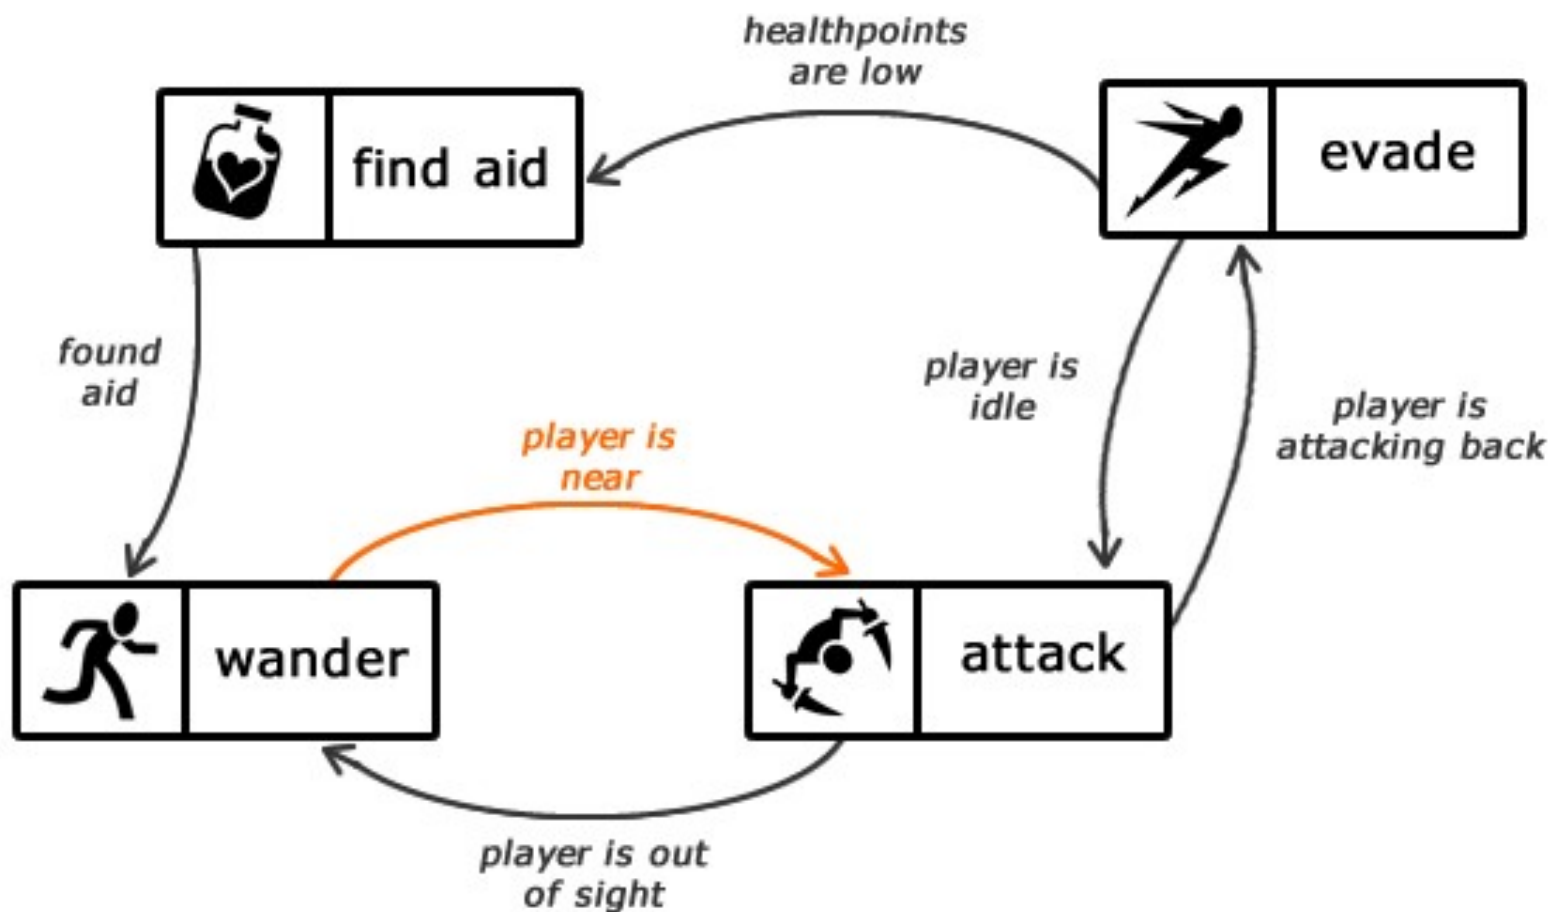 healthpoints
are low
find aid
evade
found
aid
player is
idle
player is
attacking back
player is
near
wander
attack
player is out
of sight